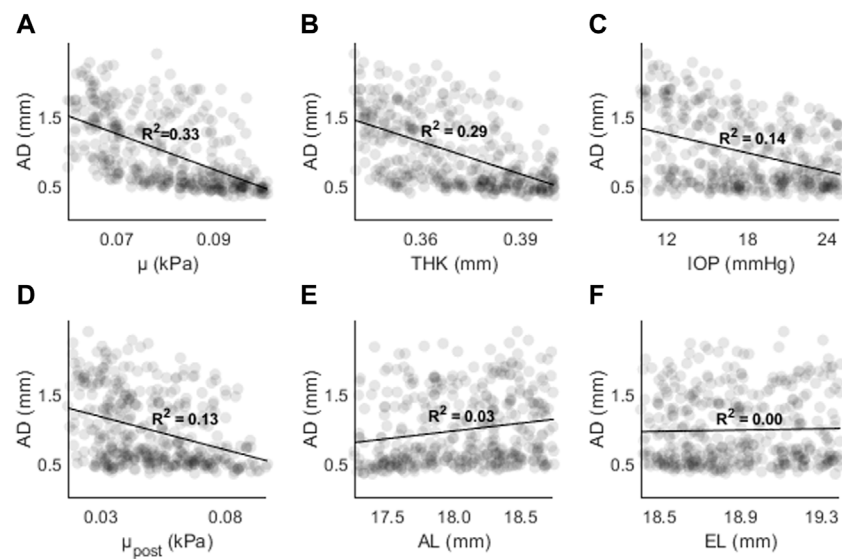 A
AD (mm)
1.5
0.5
R²=0.33
0.07 0.09
μ (kPa)
B
AD (mm)
1.5
0.5
R² = 0.29
0.36 0.39
THK (mm)
C
AD (mm)
1.5
0.5
R² = 0.14
12 18 24
IOP (mmHg)
D
AD (mm)
1.5
0.5
R² = 0.13
0.03 0.08
μpost (kPa)
E
AD (mm)
1.5
0.5
R² = 0.03
17.5 18.0 18.5
AL (mm)
F
AD (mm)
1.5
0.5
R² = 0.00
18.5 18.9 19.3
EL (mm)